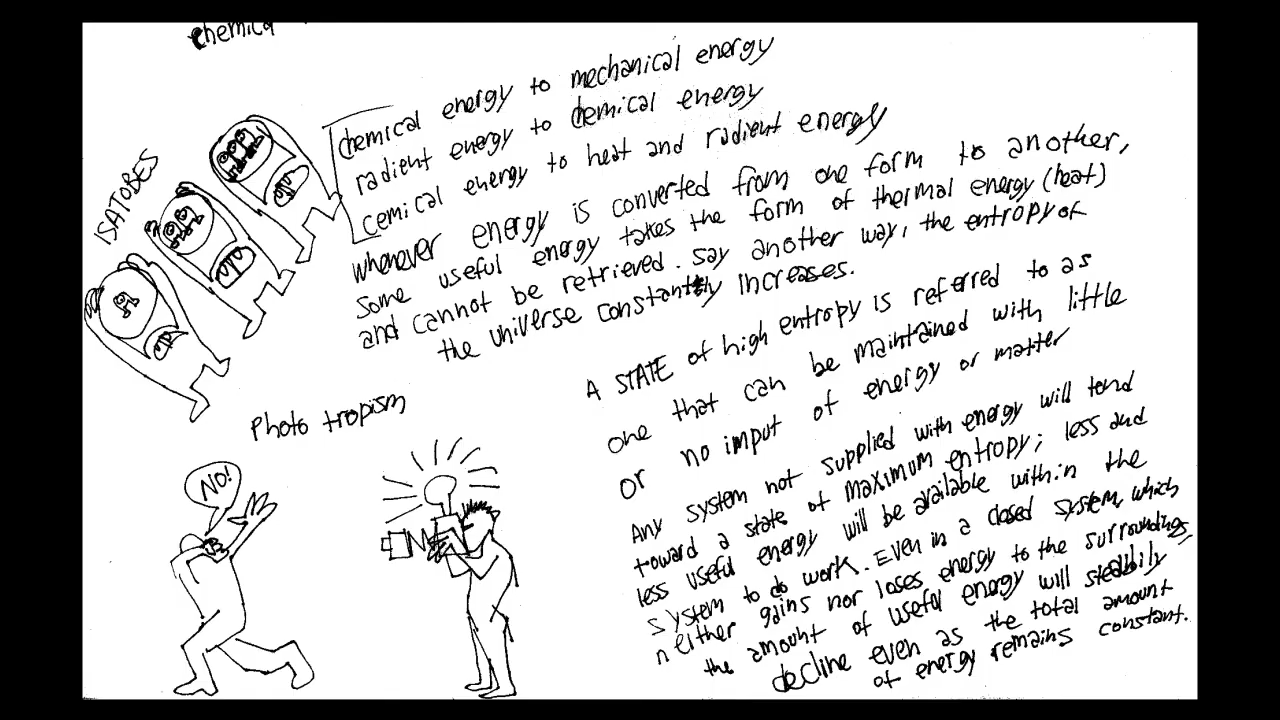 chemical
chemical energy to mechanical energy
radient energy to chemical energy
cemical energy to heat and radient energy
ISATOBES
whenever energy is converted from one form to another,
some useful energy takes the form of thermal energy (heat)
and cannot be retrieved. say another way, the entropy of
the universe constantly increases.
A STATE of high entropy is referred to as
one that can be maintained with little
or no imput of energy or matter
Photo tropism
NO!
Any system not supplied with energy will tend
toward a state of maximum entropy; less and
less useful energy will be available within the
system to do work. Even in a closed system, which
neither gains nor loses energy to the surroundings,
the amount of useful energy will steadily
decline even as the total amount
of energy remains constant.